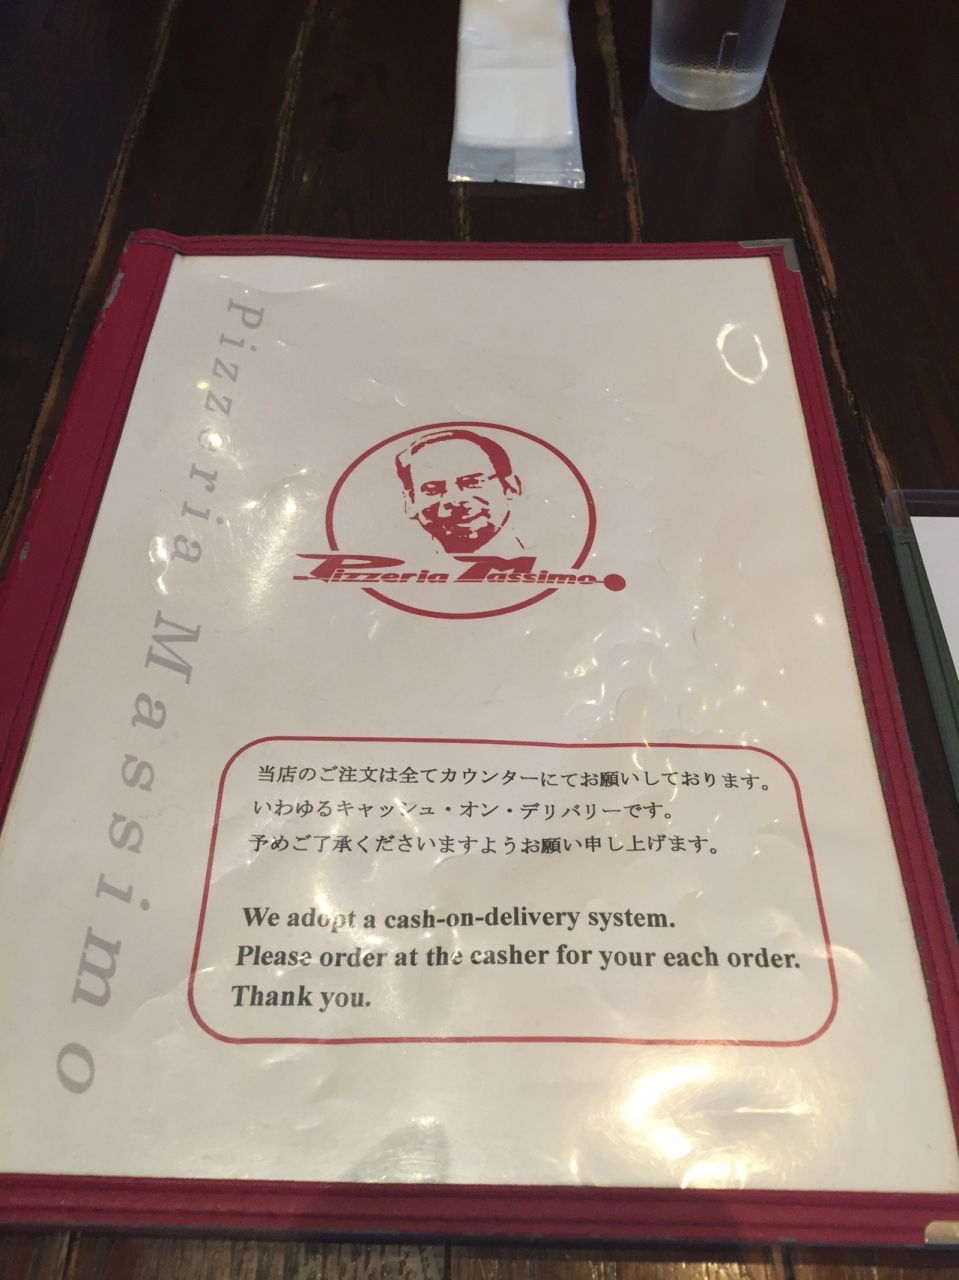 Pizzeria Massimo
Pizzeria Massimo
当店のご注文は全てカウンターにてお願いしております。
いわゆるキャッシュ・オン・デリバリーです。
予めご了承くださいますようお願い申し上げます。
We adopt a cash-on-delivery system.
Please order at the casher for your each order.
Thank you.